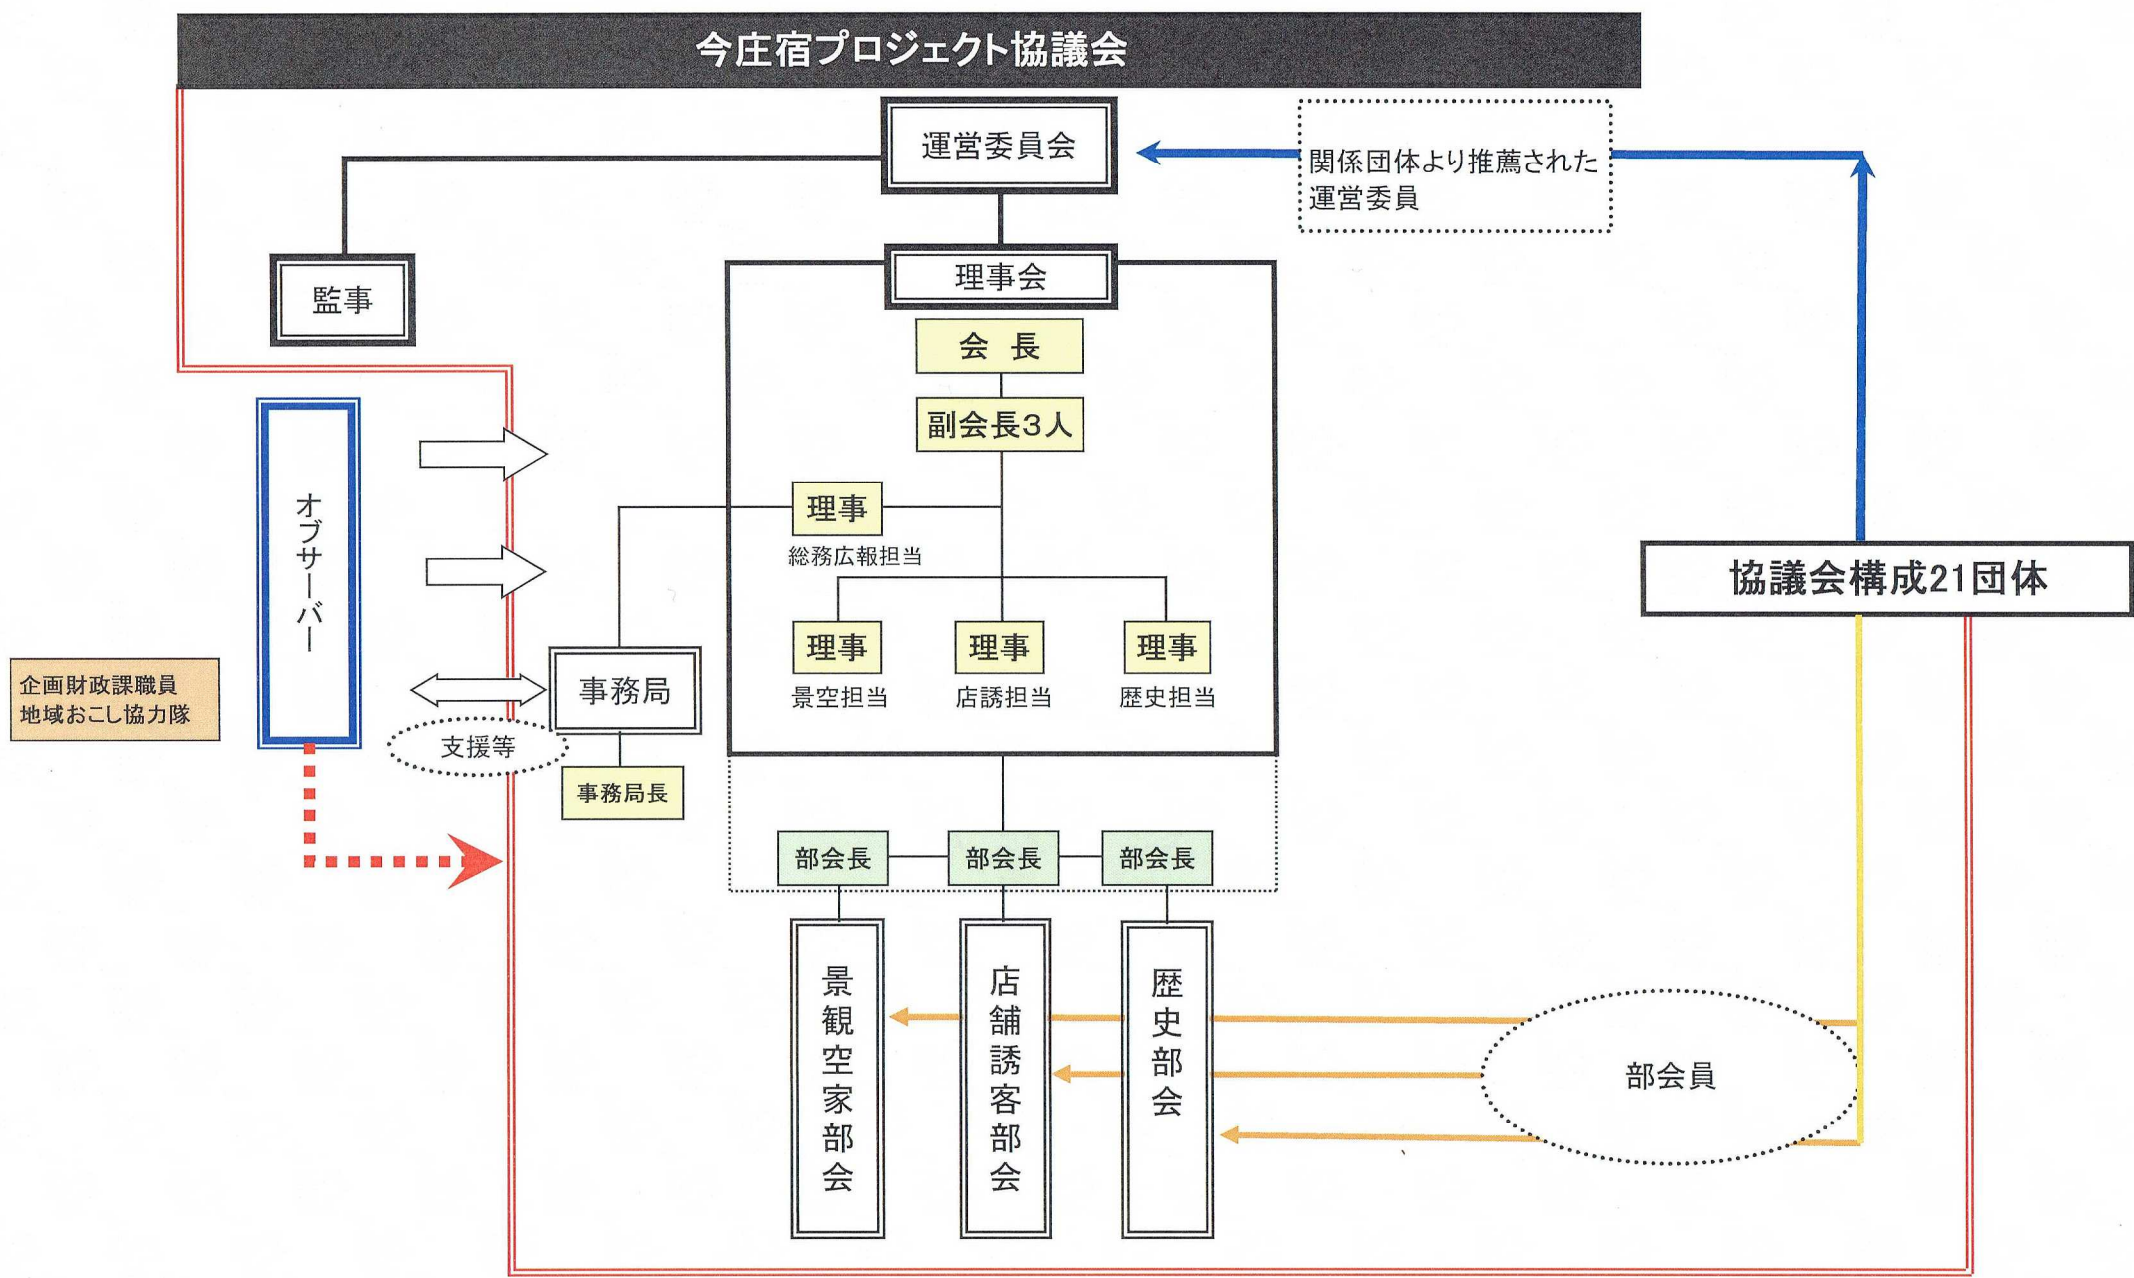 今庄宿プロジェクト協議会
運営委員会
関係団体より推薦された
運営委員
監事
理事会
会 長
副会長3人
理事
総務広報担当
オブサーバー
協議会構成21団体
理事
理事
理事
景空担当
店誘担当
歴史担当
企画財政課職員
地域おこし協力隊
事務局
支援等
事務局長
部会長
部会長
部会長
景観空家部会
店舗誘客部会
歴史部会
部会員